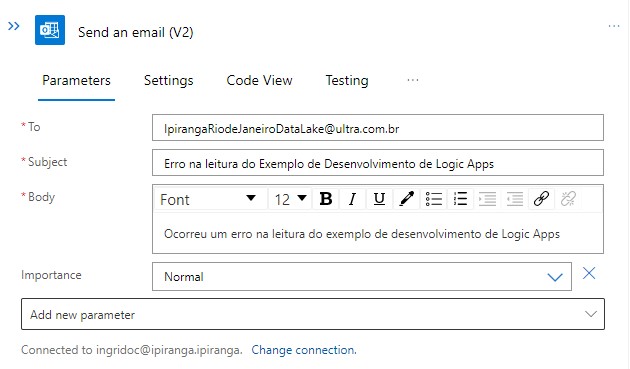 Send an email (V2)
Parameters Settings Code View Testing
* To IpirangaRiodeJaneiroDataLake@ultra.com.br
* Subject Erro na leitura do Exemplo de Desenvolvimento de Logic Apps
* Body Font 12 B I U
Ocorreu um erro na leitura do exemplo de desenvolvimento de Logic Apps
Importance Normal
Add new parameter
Connected to ingridoc@ipiranga.ipiranga. Change connection.